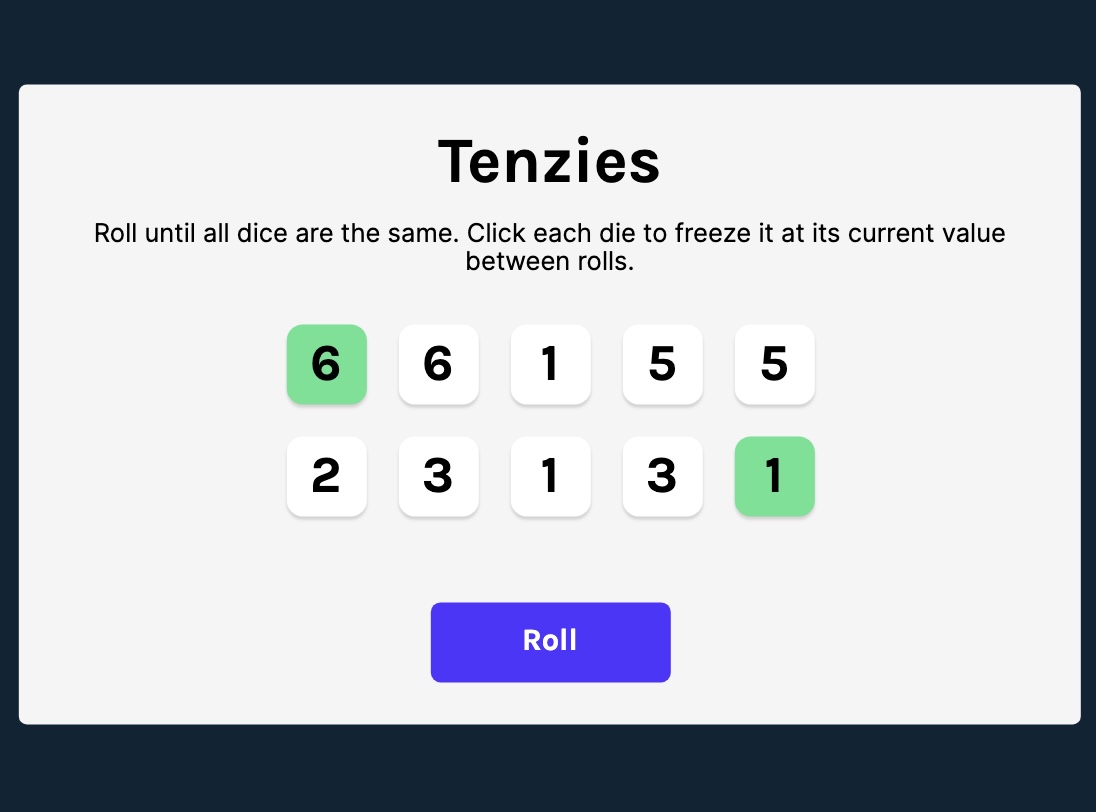 Tenzies
Roll until all dice are the same. Click each die to freeze it at its current value
between rolls.
6 6 1 5 5
2 3 1 3 1
Roll